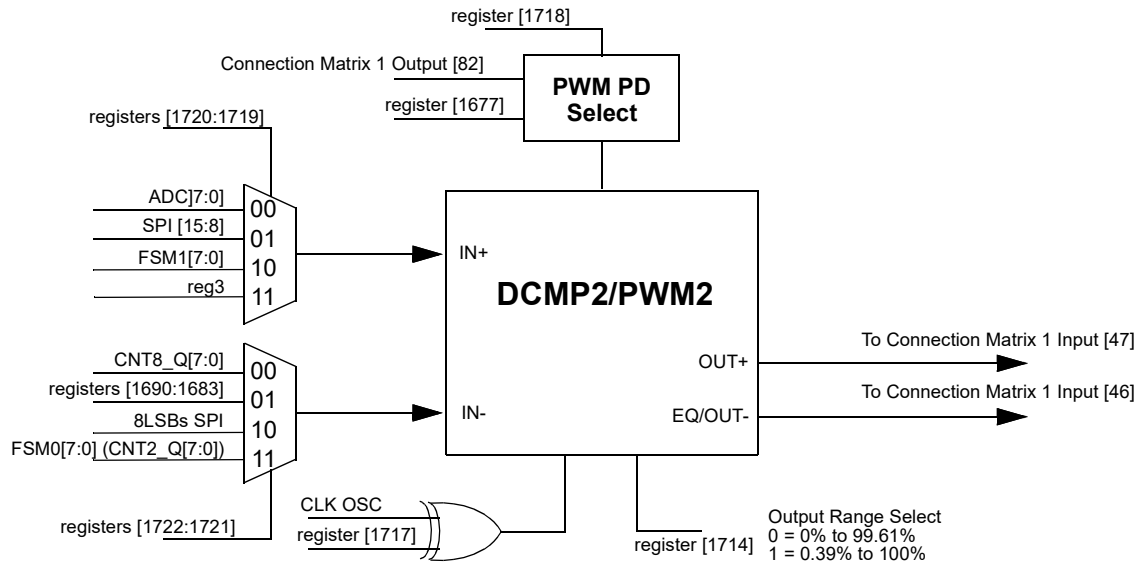 register [1718]
Connection Matrix 1 Output [82]
register [1677]
PWM PD
Select
registers [1720:1719]
ADC]7:0]
00
SPI [15:8]
01
FSM1[7:0]
10
reg3
11
IN+
DCMP2/PWM2
CNT8_Q[7:0]
00
registers [1690:1683]
01
8LSBs SPI
10
FSM0[7:0] (CNT2_Q[7:0])
11
IN-
OUT+
To Connection Matrix 1 Input [47]
EQ/OUT-
To Connection Matrix 1 Input [46]
registers [1722:1721]
CLK OSC
register [1717]
register [1714]
Output Range Select
0 = 0% to 99.61%
1 = 0.39% to 100%